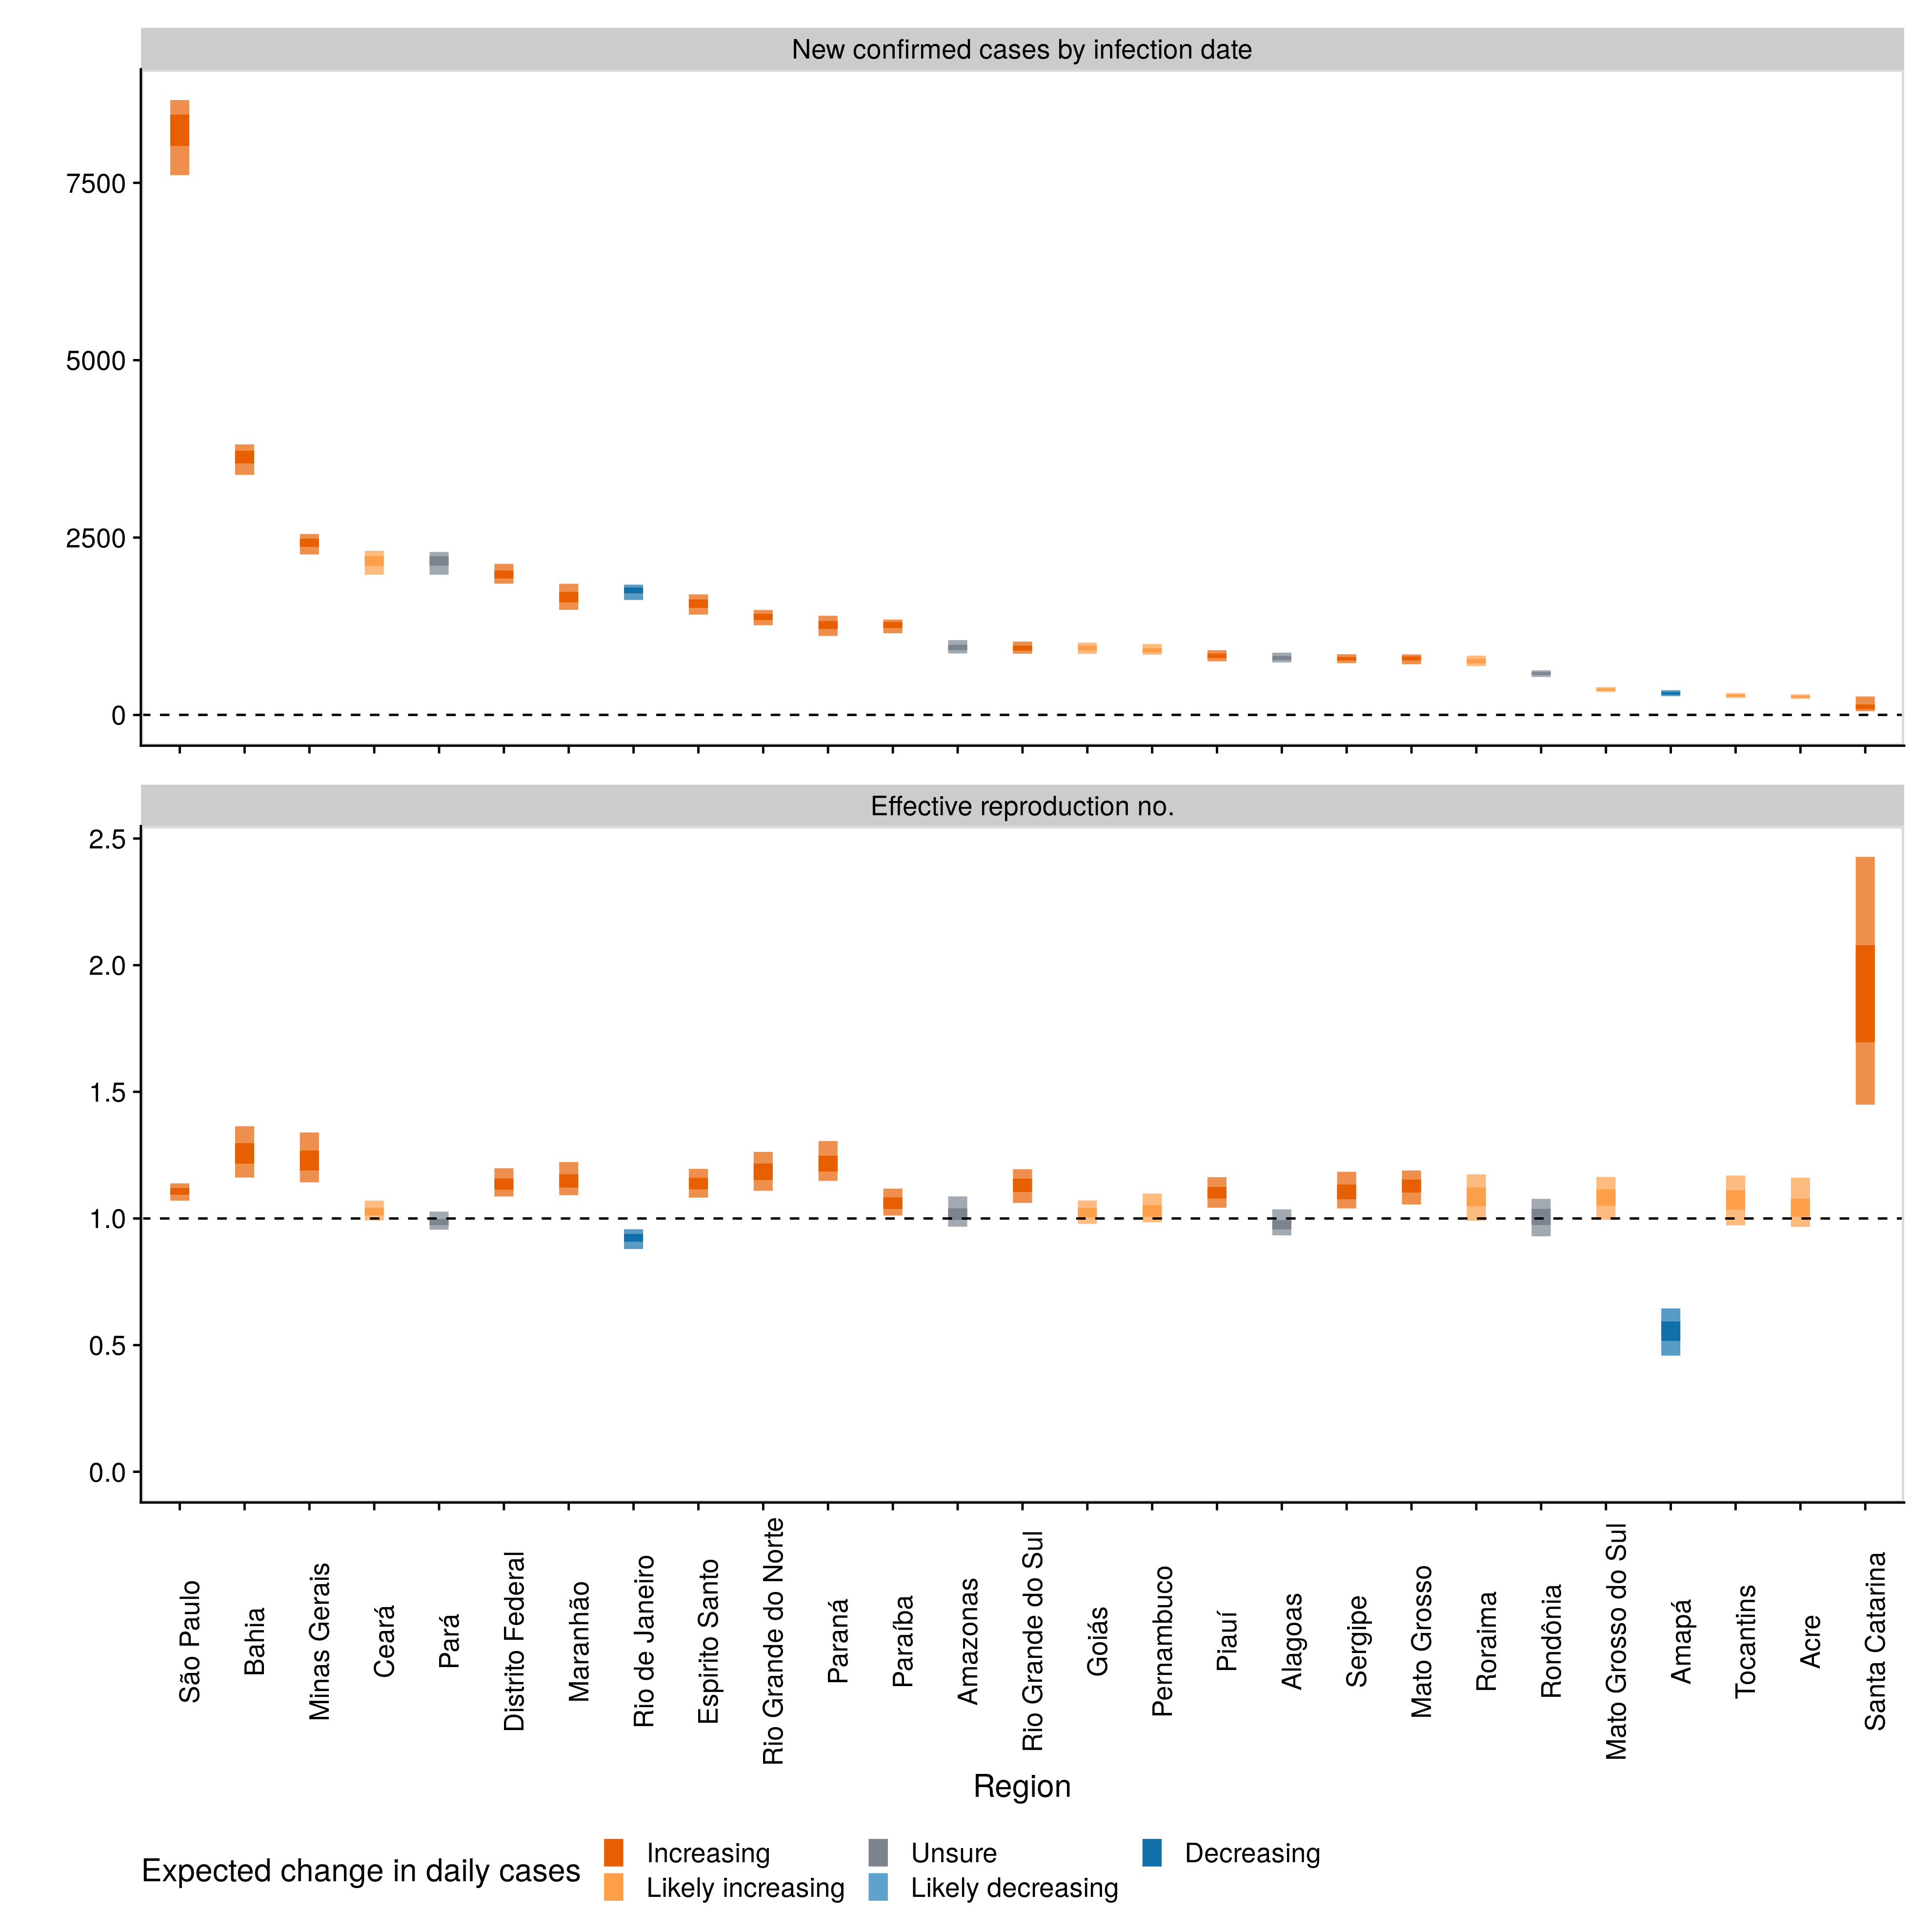 New confirmed cases by infection date
7500
5000
2500
0
Effective reproduction no.
2.5
2.0
1.5
1.0
0.5
0.0
São Paulo
Bahia
Minas Gerais
Ceará
Pará
Distrito Federal
Maranhão
Rio de Janeiro
Espirito Santo
Rio Grande do Norte
Paraná
Paraíba
Amazonas
Rio Grande do Sul
Goiás
Pernambuco
Piauí
Alagoas
Sergipe
Mato Grosso
Roraima
Rondônia
Mato Grosso do Sul
Amapá
Tocantins
Acre
Santa Catarina
Region
Expected change in daily cases
Increasing
Likely increasing
Unsure
Likely decreasing
Decreasing